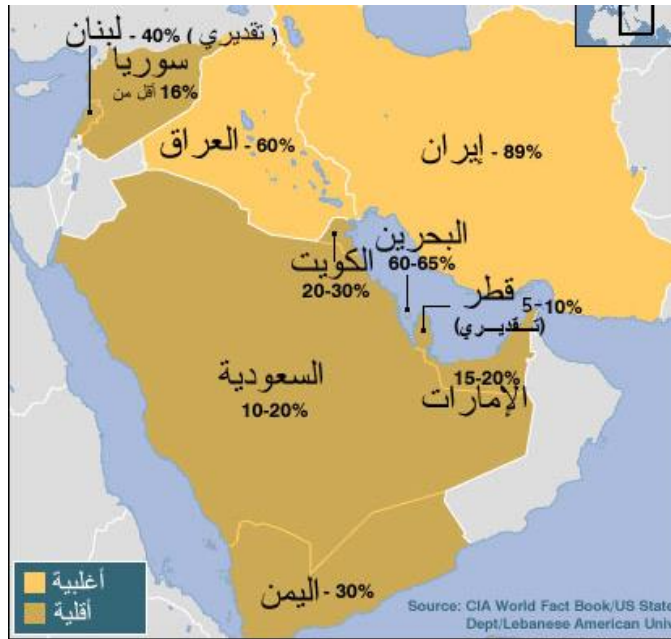 لبنان - 40% ( تقديري )
سوريا
أقل من 16%
العراق - 60%
إيران - 89%
البحرين
60-65%
الكويت
20-30%
قطر
5-10%
(تـقديـري)
السعودية
10-20%
15-20%
الإمارات
اليمن - 30%
أغلبية
أقلية
Source: CIA World Fact Book/US State
Dept/Lebanese American Uni